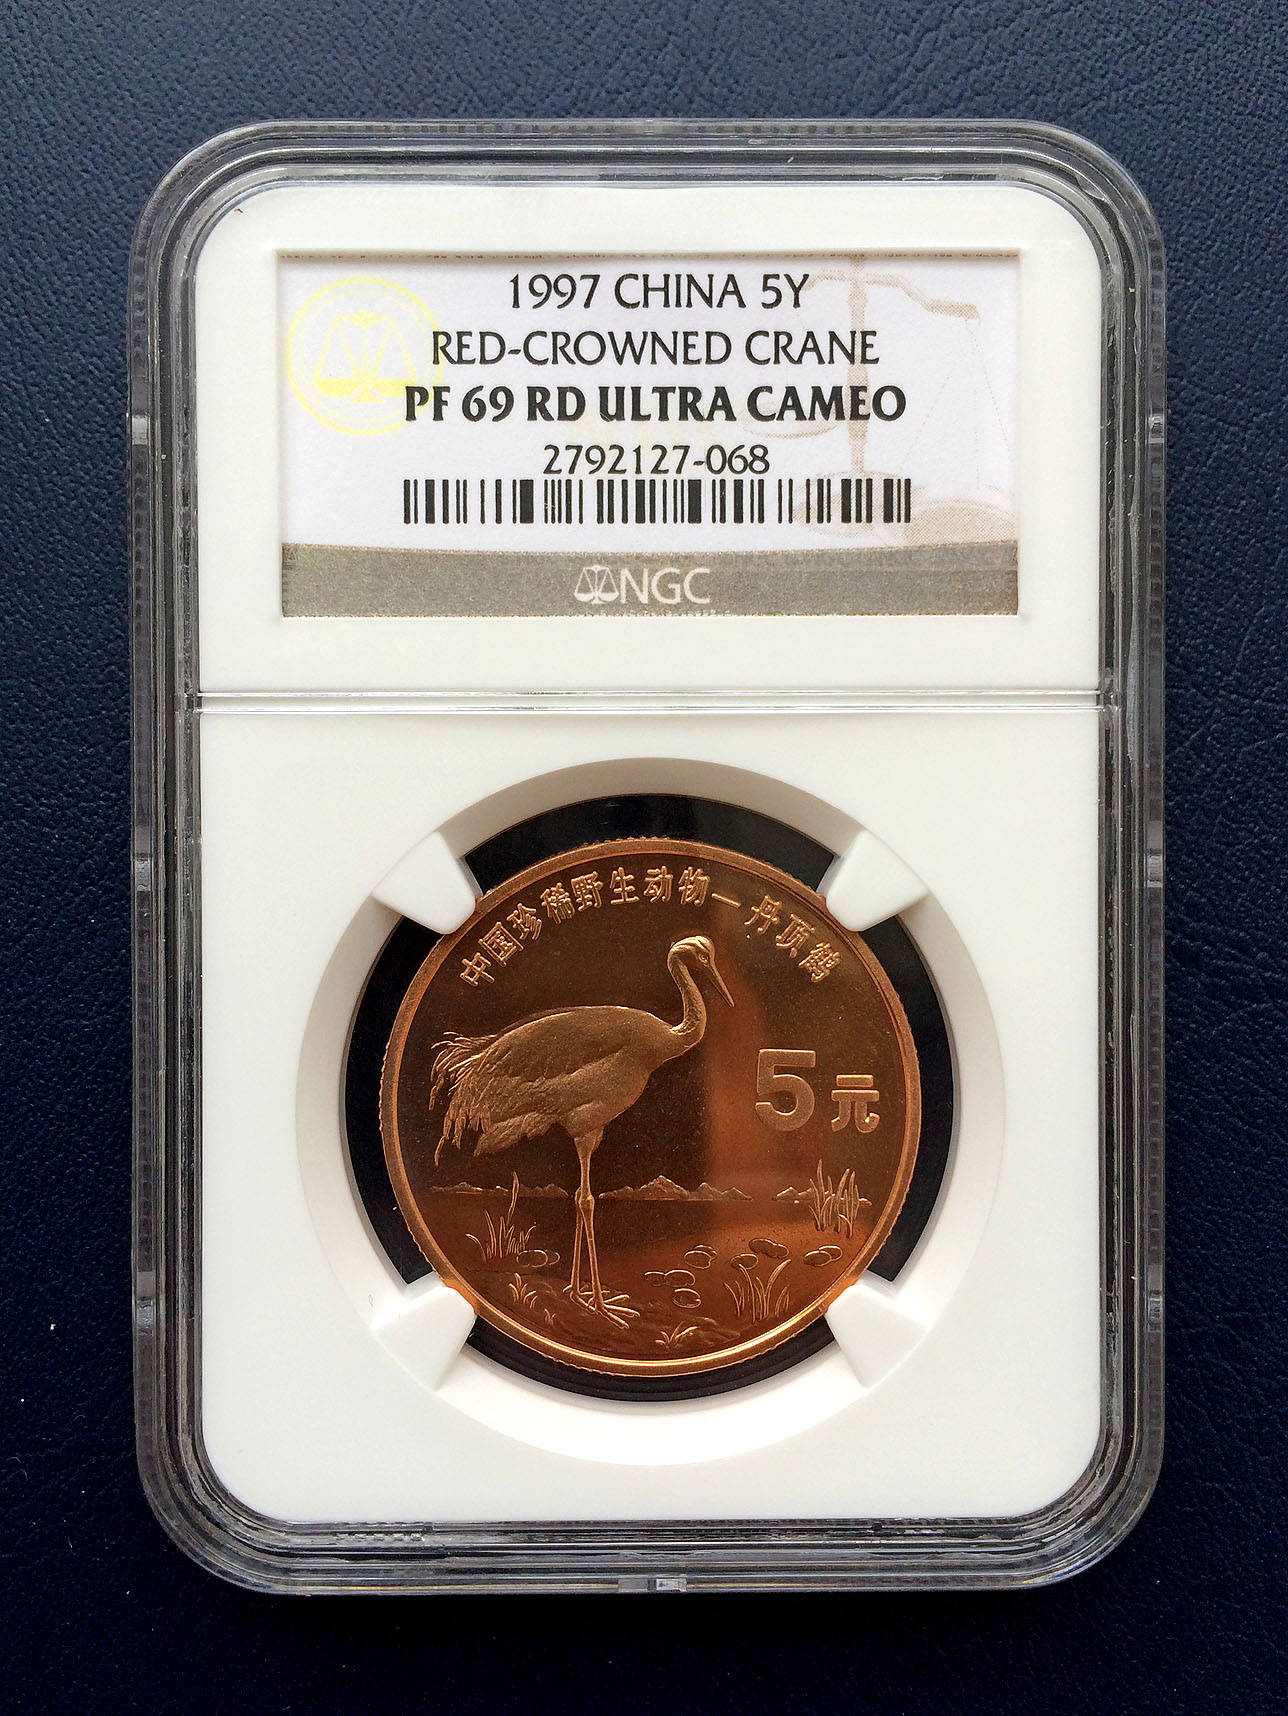 1997 CHINA 5Y
RED-CROWNED CRANE
PF 69 RD ULTRA CAMEO
2792127-068
NGC
中国珍稀野生动物—丹顶鹤
5元